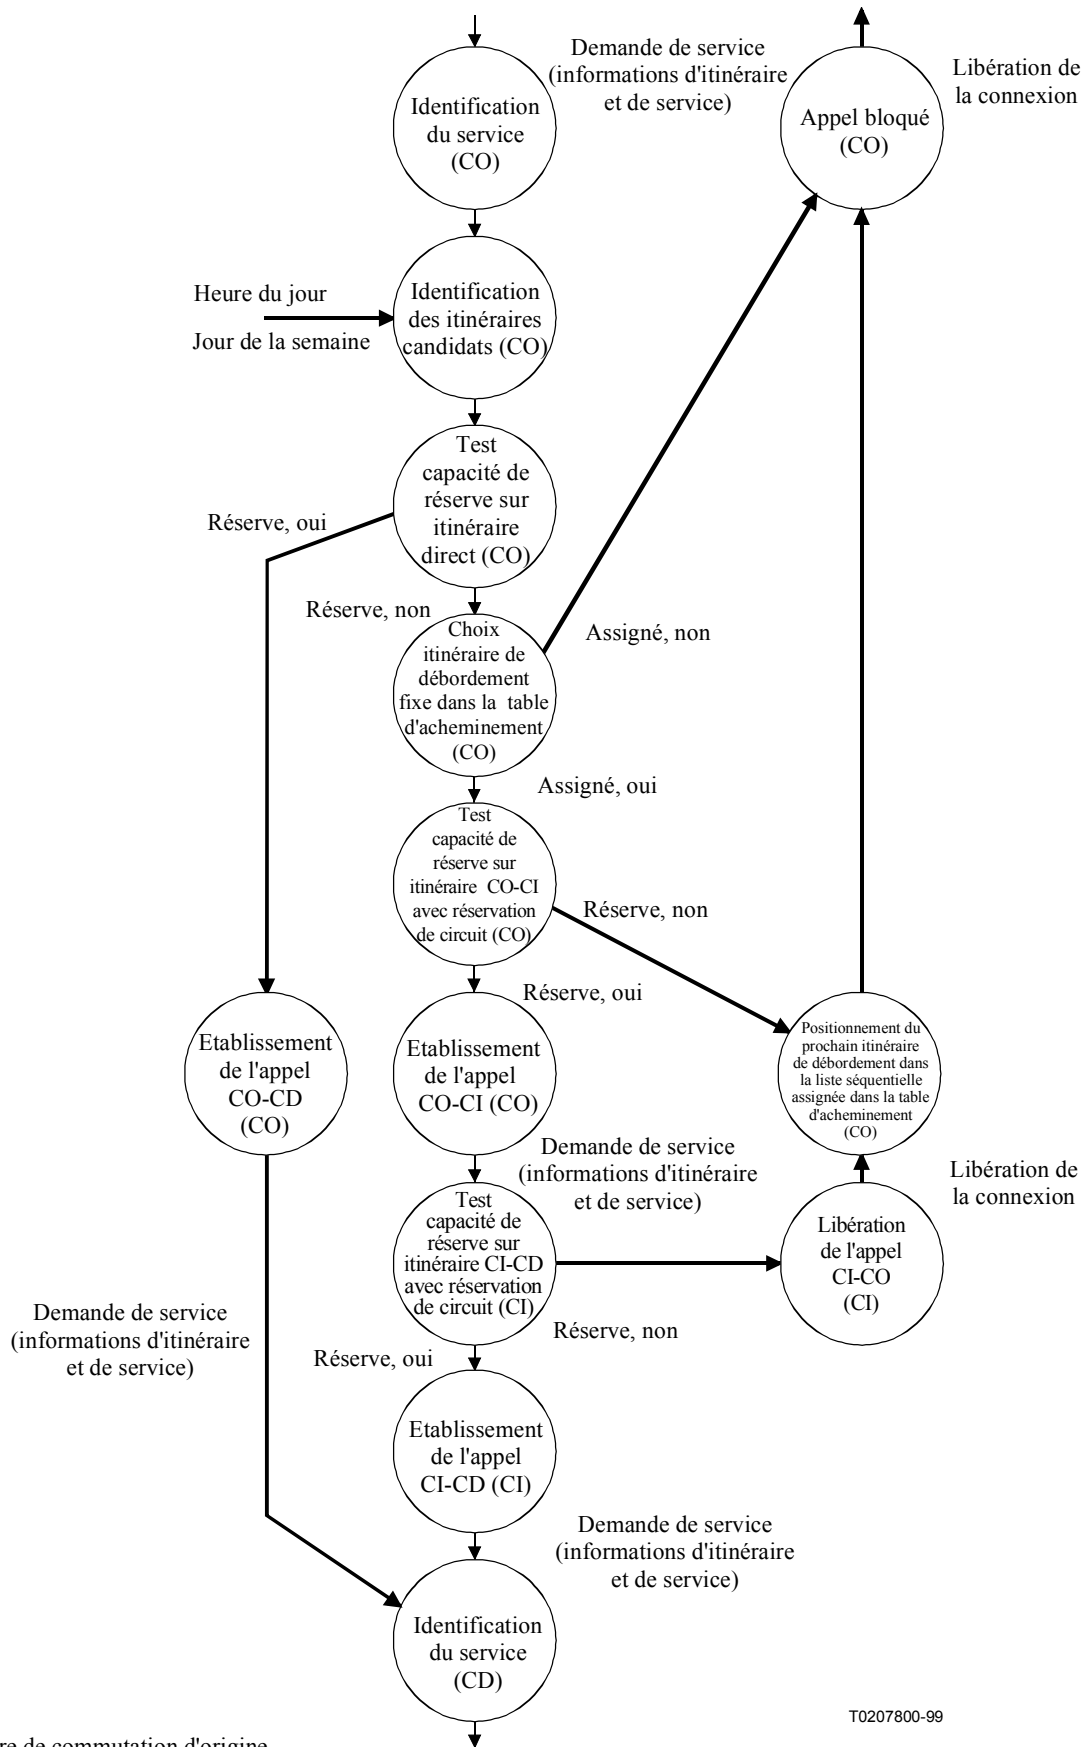 Demande de service
(informations d'itinéraire
et de service)
Libération de
la connexion
Identification
du service
(CO)
Appel bloqué
(CO)
Heure du jour
Jour de la semaine
Identification
des itinéraires
candidats (CO)
Test
capacité de
réserve sur
itinéraire
direct (CO)
Réserve, oui
Réserve, non
Choix
itinéraire de
débordement
fixe dans la table
d'acheminement
(CO)
Assigné, non
Assigné, oui
Test
capacité de
réserve sur
itinéraire CO-CI
avec réservation
de circuit (CO)
Réserve, non
Réserve, oui
Etablissement
de l'appel
CO-CD
(CO)
Etablissement
de l'appel
CO-CI (CO)
Positionnement du
prochain itinéraire
de débordement dans
la liste séquentielle
assignée dans la table
d'acheminement
(CO)
Demande de service
(informations d'itinéraire
et de service)
Libération de
la connexion
Test
capacité de
réserve sur
itinéraire CI-CD
avec réservation
de circuit (CI)
Libération
de l'appel
CI-CO
(CI)
Demande de service
(informations d'itinéraire
et de service)
Réserve, non
Réserve, oui
Etablissement
de l'appel
CI-CD (CI)
Demande de service
(informations d'itinéraire
et de service)
Identification
du service
(CD)
T0207800-99
de commutation d'origine